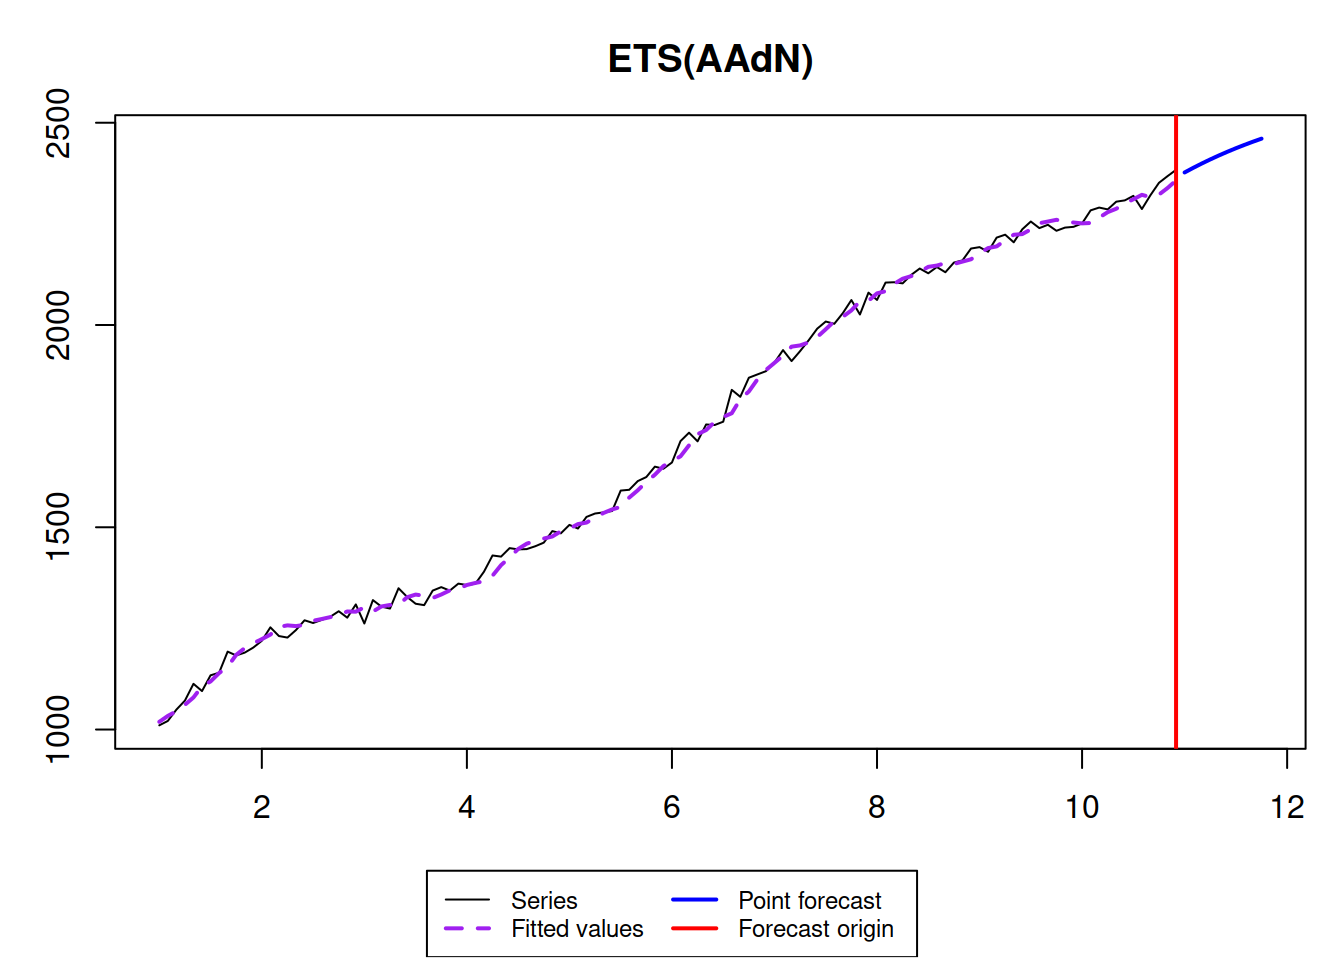 ETS(AAdN)
2500
2000
1500
1000
2 4 6 8 10 12
Series
Fitted values
Point forecast
Forecast origin